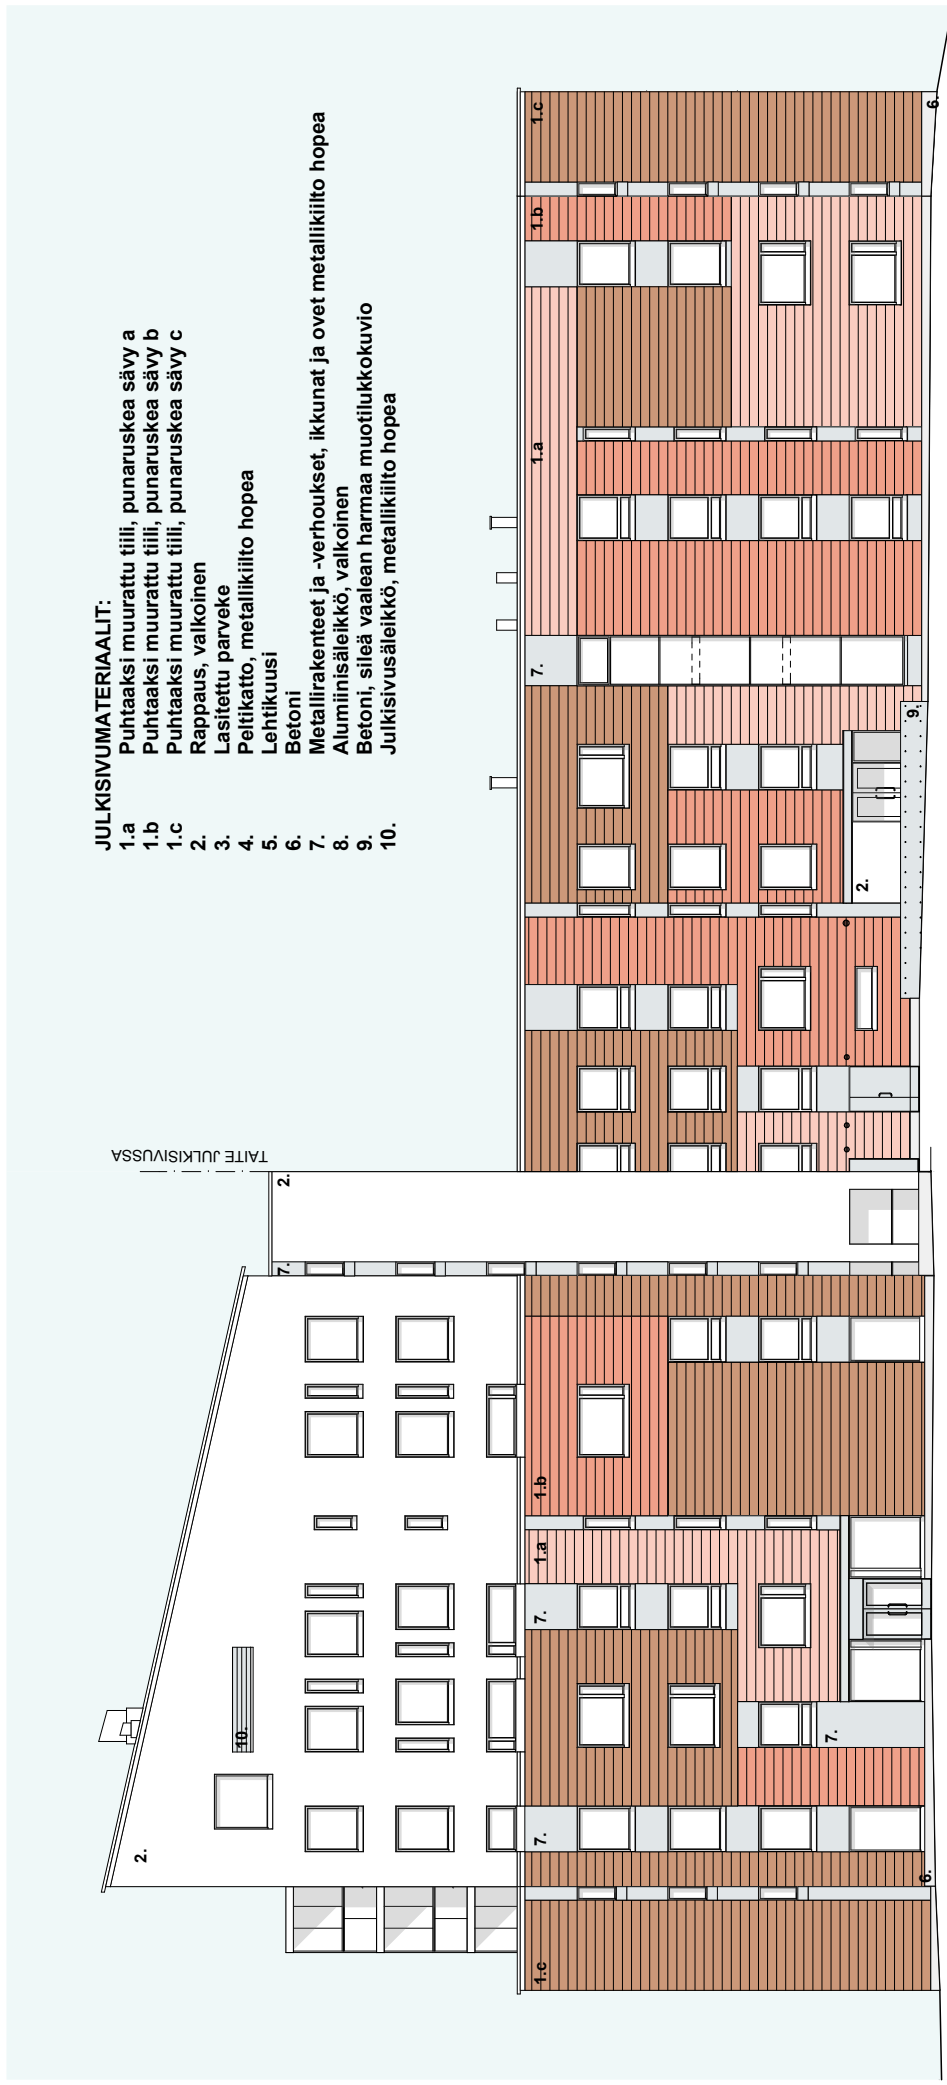 JULKISIVUMATERIAALIT:
1.a Puhtaaksi muurattu tiili, punaruskea sävy a
1.b Puhtaaksi muurattu tiili, punaruskea sävy b
1.c Puhtaaksi muurattu tiili, punaruskea sävy c
2. Rappaus, valkoinen
3. Lasitettu parveke
4. Peltikatto, metallikiilto hopea
5. Lehtikuusi
6. Betoni
7. Metallirakenteet ja -verhoukset, ikkunat ja ovet metallikiilto hopea
8. Alumiinisäleikkö, valkoinen
9. Betoni, sileä vaalean harmaa muotilukkokuvio
10. Julkisivusäleikkö, metallikiilto hopea
TAITE JULKISIVUSSA
2.
10.
7.
2.
1.c
7.
7.
1.a
1.b
7.
1.a
1.b
1.c
7.
2.
9.
6.
6.